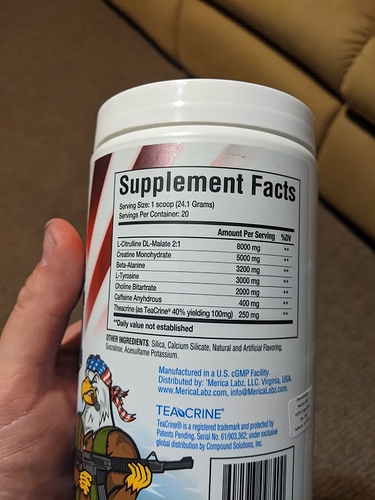 Supplement Facts
Serving Size: 1 scoop (24.1 Grams)
Servings Per Container: 20
Amount Per Serving %DV
L-Citrulline DL-Malate 2:1 8000 mg **
Creatine Monohydrate 5000 mg **
Beta-Alanine 3200 mg **
L-Tyrosine 3000 mg **
Choline Bitartrate 2000 mg **
Caffeine Anyhdrous 400 mg **
Theacrine (as TeaCrine® 40% yielding 100mg) 250 mg **
**Daily value not established
OTHER INGREDIENTS: Silica, Calcium Silicate, Natural and Artificial Flavoring,
Sucralose, Acesulfame Potassium.
Manufactured in a U.S. cGMP Facility.
Distributed by: 'Merica Labz, LLC. Virginia, USA.
www.MericaLabz.com, info@MericaLabz.com
TEACRINE®
TeaCrine® is a registered trademark and protected by
Patents Pending, Serial No. 61/903,362; under exclusive
global distribution by Compound Solutions, Inc.